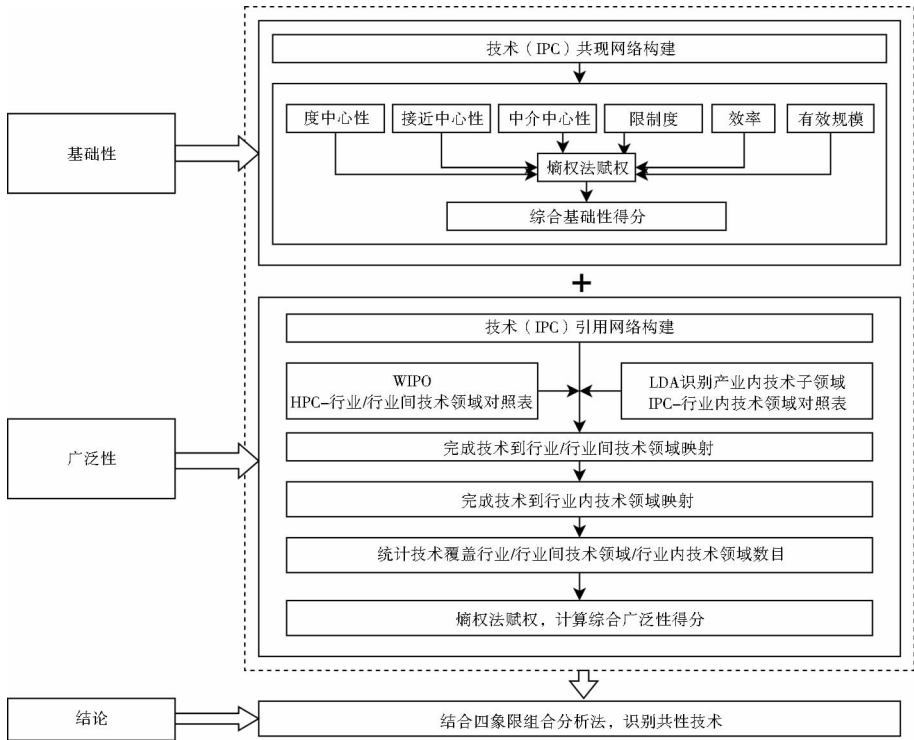 技术（IPC）共现网络构建
基础性
度中心性
接近中心性
中介中心性
限制度
效率
有效规模
熵权法赋权
综合基础性得分
+
广泛性
技术（IPC）引用网络构建
WIPO
HPC-行业/行业间技术领域对照表
LDA识别产业内技术子领域
IPC-行业内技术领域对照表
完成技术到行业/行业间技术领域映射
完成技术到行业内技术领域映射
统计技术覆盖行业/行业间技术领域/行业内技术领域数目
熵权法赋权，计算综合广泛性得分
结论
结合四象限组合分析法，识别共性技术